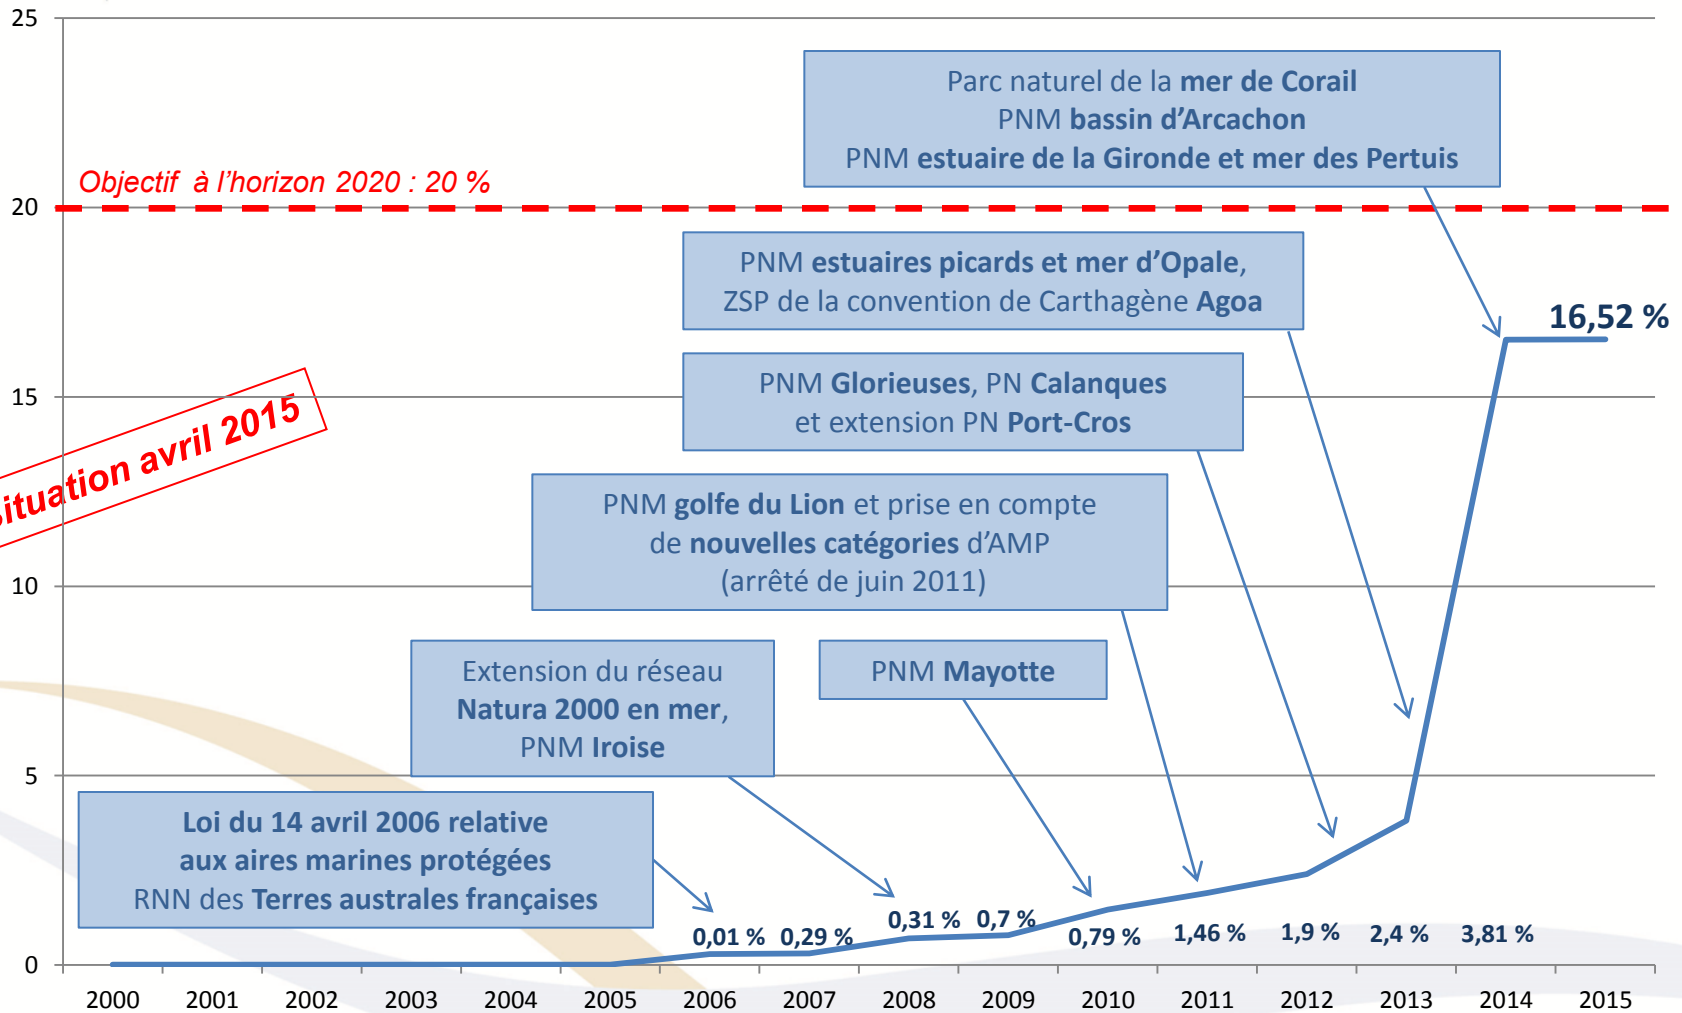 25
20
15
10
5
0
Objectif à l'horizon 2020 : 20 %
Parc naturel de la mer de Corail
PNM bassin d'Arcachon
PNM estuaire de la Gironde et mer des Pertuis
PNM estuaires picards et mer d'Opale,
ZSP de la convention de Carthagène Agoa
16,52 %
PNM Glorieuses, PN Calanques
et extension PN Port-Cros
situation avril 2015
PNM golfe du Lion et prise en compte
de nouvelles catégories d'AMP
(arrêté de juin 2011)
Extension du réseau
Natura 2000 en mer,
PNM Iroise
PNM Mayotte
Loi du 14 avril 2006 relative
aux aires marines protégées
RNN des Terres australes françaises
0,01 % 0,29 % 0,31 % 0,7 % 0,79 % 1,46 % 1,9 % 2,4 % 3,81 %
2000 2001 2002 2003 2004 2005 2006 2007 2008 2009 2010 2011 2012 2013 2014 2015